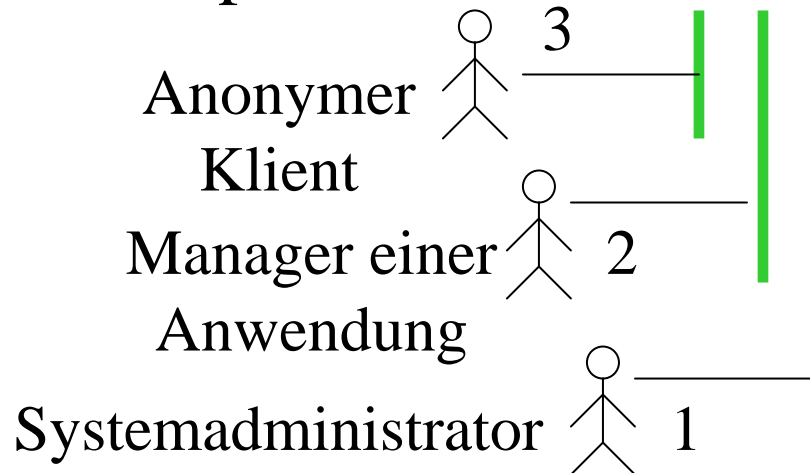 3
Anonymer
Klient
Manager einer
2
Anwendung
Systemadministrator
1